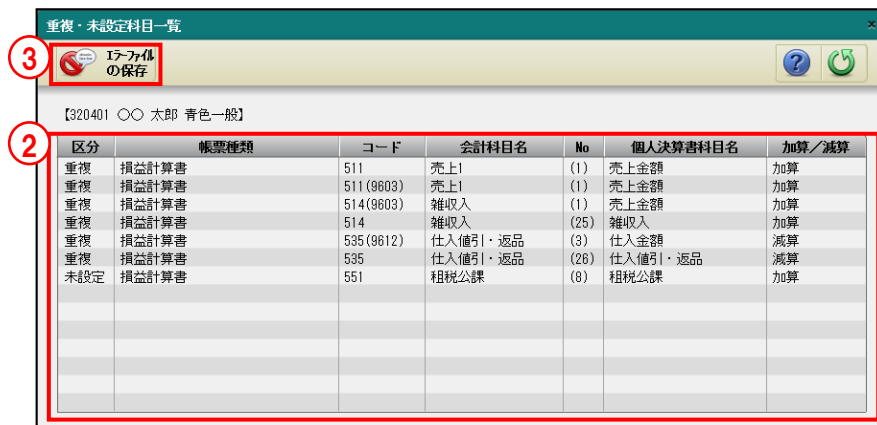 重複・未設定科目一覧
×
③
エラーファイル
の保存
【320401 ○○ 太郎 青色一般】
②
区分 帳票種類 コード 会計科目名 No 個人決算書科目名 加算/減算
重複 損益計算書 511 売上1 (1) 売上金額 加算
重複 損益計算書 511(9603) 売上1 (1) 売上金額 加算
重複 損益計算書 514(9603) 雑収入 (1) 売上金額 加算
重複 損益計算書 514 雑収入 (25) 雑収入 加算
重複 損益計算書 535(9612) 仕入値引・返品 (3) 仕入金額 減算
重複 損益計算書 535 仕入値引・返品 (26) 仕入値引・返品 減算
未設定 損益計算書 551 租税公課 (8) 租税公課 加算